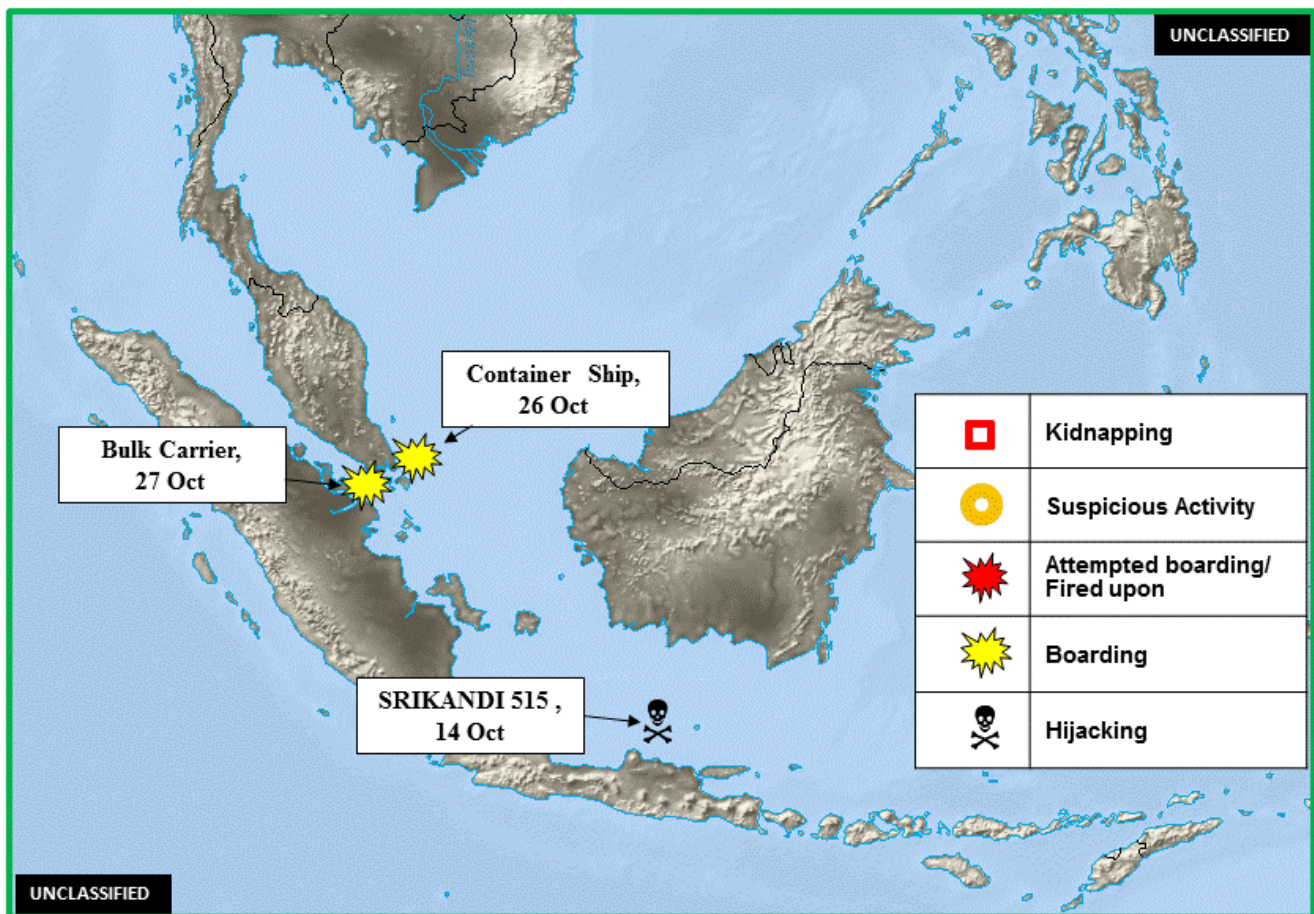 UNCLASSIFIED
Container Ship,
26 Oct
Bulk Carrier,
27 Oct
SRIKANDI 515 ,
14 Oct
Kidnapping
Suspicious Activity
Attempted boarding/
Fired upon
Boarding
Hijacking
UNCLASSIFIED